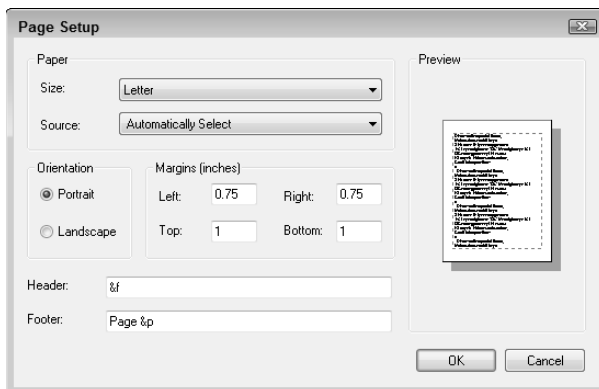 Page Setup
Paper
Size: Letter
Source: Automatically Select
Preview
Orientation
Portrait
Landscape
Margins (inches)
Left: 0.75 Right: 0.75
Top: 1 Bottom: 1
Header: &f
Footer: Page &p
OK Cancel